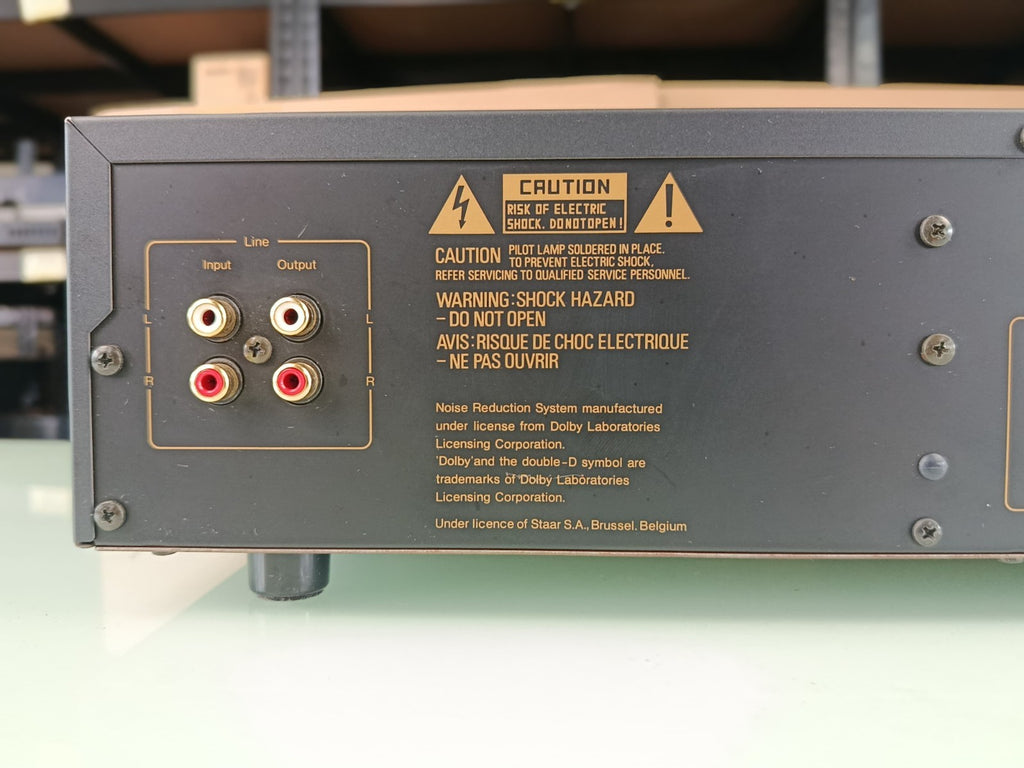 Line
Input Output
L L
R R
CAUTION
RISK OF ELECTRIC
SHOCK. DO NOT OPEN!
CAUTION PILOT LAMP SOLDERED IN PLACE.
TO PREVENT ELECTRIC SHOCK,
REFER SERVICING TO QUALIFIED SERVICE PERSONNEL.
WARNING: SHOCK HAZARD
– DO NOT OPEN
AVIS: RISQUE DE CHOC ELECTRIQUE
– NE PAS OUVRIR
Noise Reduction System manufactured
under license from Dolby Laboratories
Licensing Corporation.
'Dolby' and the double-D symbol are
trademarks of Dolby Laboratories
Licensing Corporation.
Under licence of Staar S.A., Brussel. Belgium